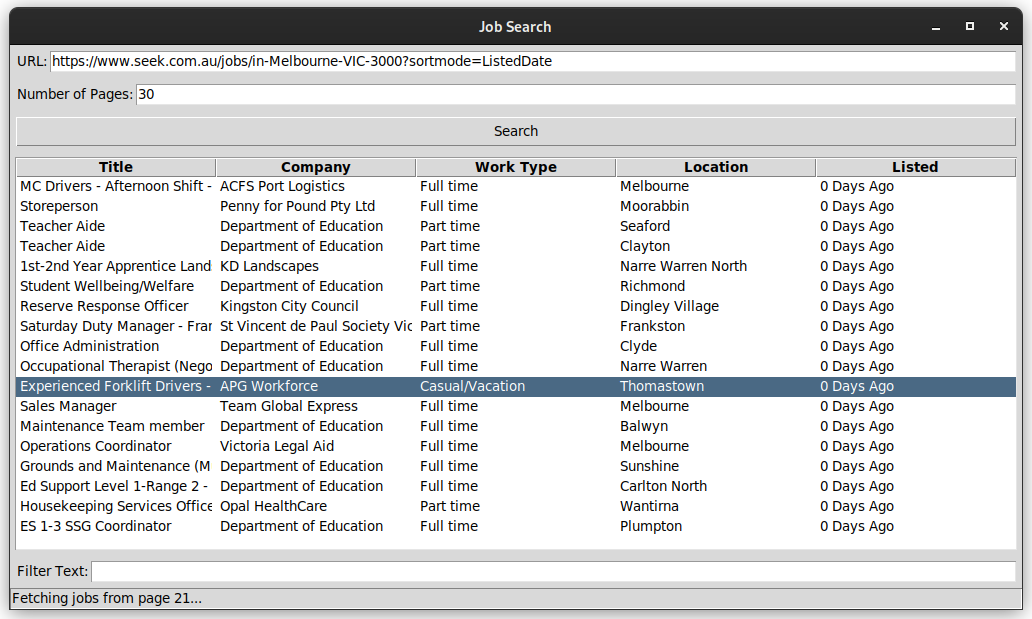 Job Search
URL: https://www.seek.com.au/jobs/in-Melbourne-VIC-3000?sortmode=ListedDate
Number of Pages: 30
Search
Title Company Work Type Location Listed
MC Drivers - Afternoon Shift - ACFS Port Logistics Full time Melbourne 0 Days Ago
Storeperson Penny for Pound Pty Ltd Full time Moorabbin 0 Days Ago
Teacher Aide Department of Education Part time Seaford 0 Days Ago
Teacher Aide Department of Education Part time Clayton 0 Days Ago
1st-2nd Year Apprentice Land KD Landscapes Full time Narre Warren North 0 Days Ago
Student Wellbeing/Welfare Department of Education Part time Richmond 0 Days Ago
Reserve Response Officer Kingston City Council Full time Dingley Village 0 Days Ago
Saturday Duty Manager - Fran St Vincent de Paul Society Vic Part time Frankston 0 Days Ago
Office Administration Department of Education Full time Clyde 0 Days Ago
Occupational Therapist (Nego Department of Education Full time Narre Warren 0 Days Ago
Experienced Forklift Drivers - APG Workforce Casual/Vacation Thomastown 0 Days Ago
Sales Manager Team Global Express Full time Melbourne 0 Days Ago
Maintenance Team member Department of Education Full time Balwyn 0 Days Ago
Operations Coordinator Victoria Legal Aid Full time Melbourne 0 Days Ago
Grounds and Maintenance (M Department of Education Full time Sunshine 0 Days Ago
Ed Support Level 1-Range 2 - Department of Education Full time Carlton North 0 Days Ago
Housekeeping Services Office Opal HealthCare Part time Wantirna 0 Days Ago
ES 1-3 SSG Coordinator Department of Education Full time Plumpton 0 Days Ago
Filter Text:
Fetching jobs from page 21...